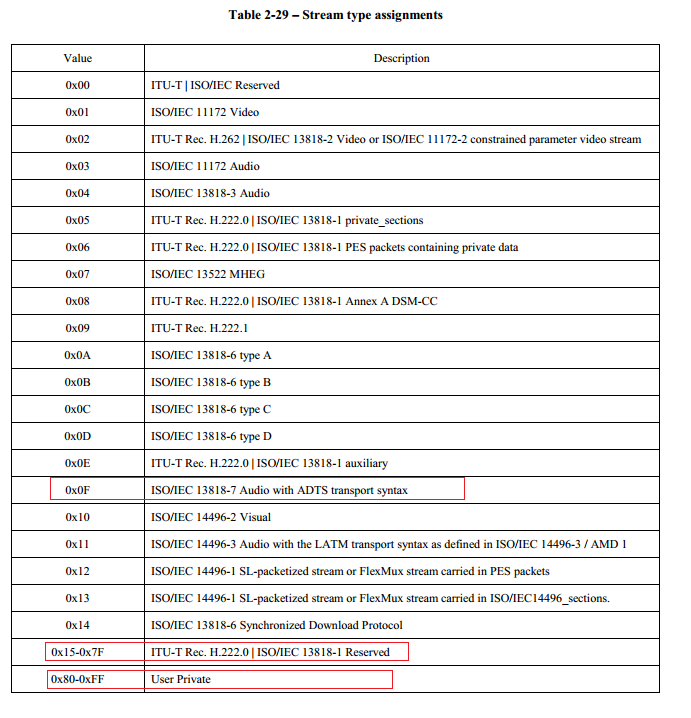 Table 2-29 – Stream type assignments
Value Description
0x00 ITU-T | ISO/IEC Reserved
0x01 ISO/IEC 11172 Video
0x02 ITU-T Rec. H.262 | ISO/IEC 13818-2 Video or ISO/IEC 11172-2 constrained parameter video stream
0x03 ISO/IEC 11172 Audio
0x04 ISO/IEC 13818-3 Audio
0x05 ITU-T Rec. H.222.0 | ISO/IEC 13818-1 private_sections
0x06 ITU-T Rec. H.222.0 | ISO/IEC 13818-1 PES packets containing private data
0x07 ISO/IEC 13522 MHEG
0x08 ITU-T Rec. H.222.0 | ISO/IEC 13818-1 Annex A DSM-CC
0x09 ITU-T Rec. H.222.1
0x0A ISO/IEC 13818-6 type A
0x0B ISO/IEC 13818-6 type B
0x0C ISO/IEC 13818-6 type C
0x0D ISO/IEC 13818-6 type D
0x0E ITU-T Rec. H.222.0 | ISO/IEC 13818-1 auxiliary
0x0F ISO/IEC 13818-7 Audio with ADTS transport syntax
0x10 ISO/IEC 14496-2 Visual
0x11 ISO/IEC 14496-3 Audio with the LATM transport syntax as defined in ISO/IEC 14496-3 / AMD 1
0x12 ISO/IEC 14496-1 SL-packetized stream or FlexMux stream carried in PES packets
0x13 ISO/IEC 14496-1 SL-packetized stream or FlexMux stream carried in ISO/IEC14496_sections.
0x14 ISO/IEC 13818-6 Synchronized Download Protocol
0x15-0x7F ITU-T Rec. H.222.0 | ISO/IEC 13818-1 Reserved
0x80-0xFF User Private